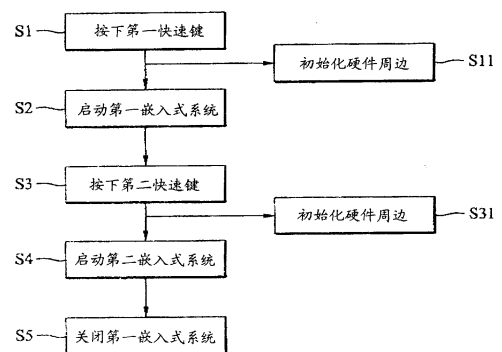 S1 按下第一快速键
初始化硬件周边 S11
S2 启动第一嵌入式系统
S3 按下第二快速键
初始化硬件周边 S31
S4 启动第二嵌入式系统
S5 关闭第一嵌入式系统